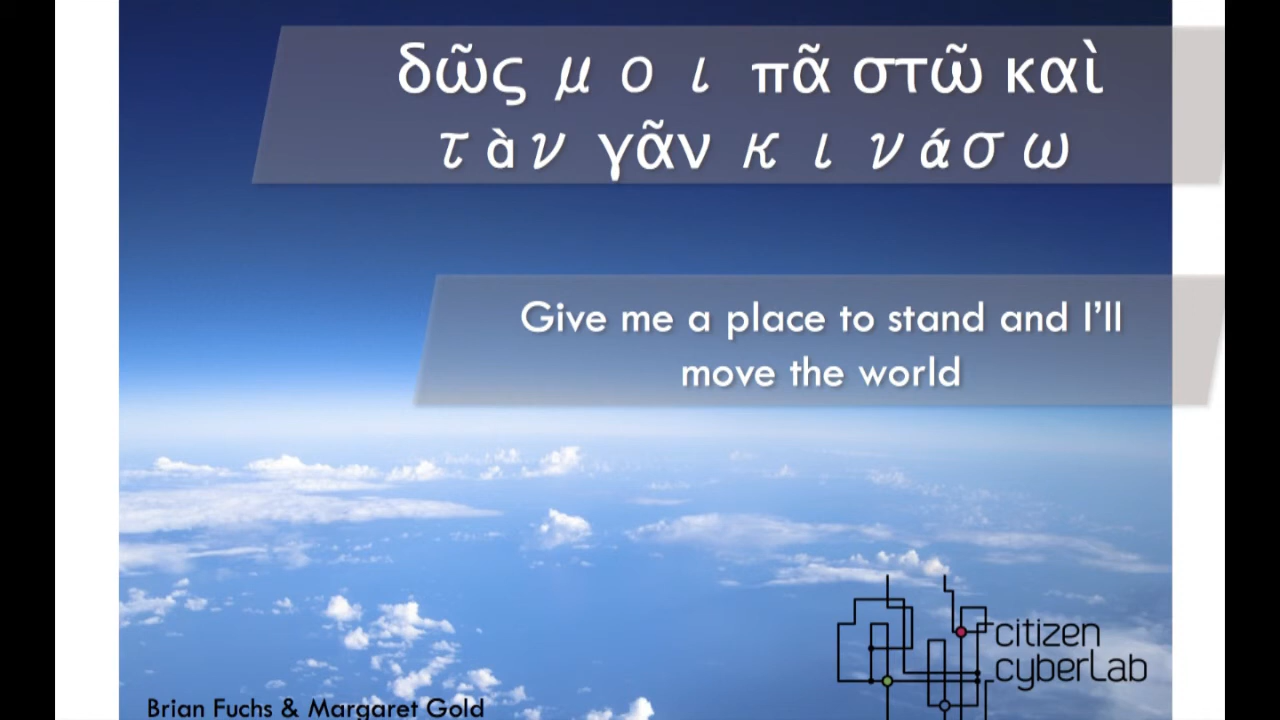 δῶς μοι πᾶ στῶ καὶ
τὰν γᾶν κινάσω
Give me a place to stand and I’ll
move the world
citizen
cyberlab
Brian Fuchs & Margaret Gold